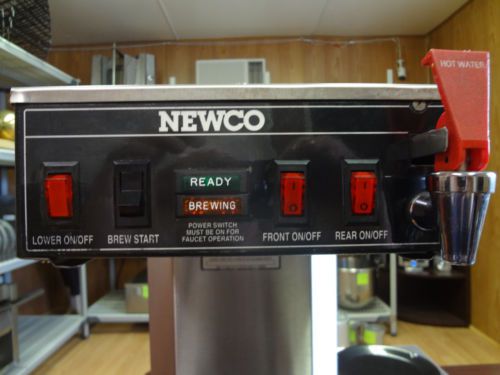 NEWCO
HOT WATER
READY
BREWING
POWER SWITCH
MUST BE ON FOR
FAUCET OPERATION
LOWER ON/OFF
BREW START
FRONT ON/OFF
REAR ON/OFF